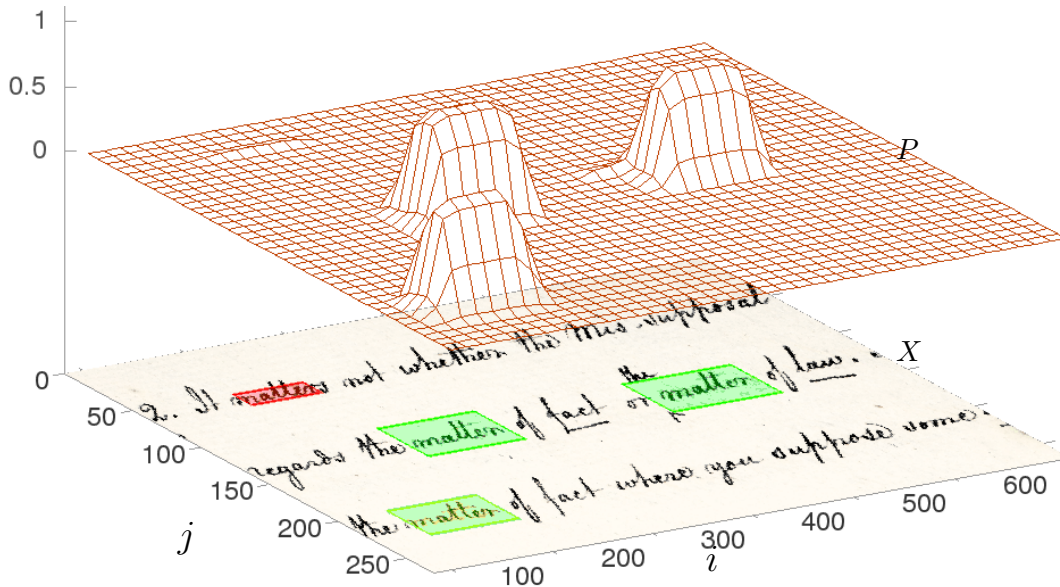 1
0.5
0
P
0
50
100
150
200
250
j
100
200
300
400
500
600
i
X
2. It matters not whether the Mis-supposal
the
regards the matter of fact or matter of law. -
the matter of fact where you suppose some -